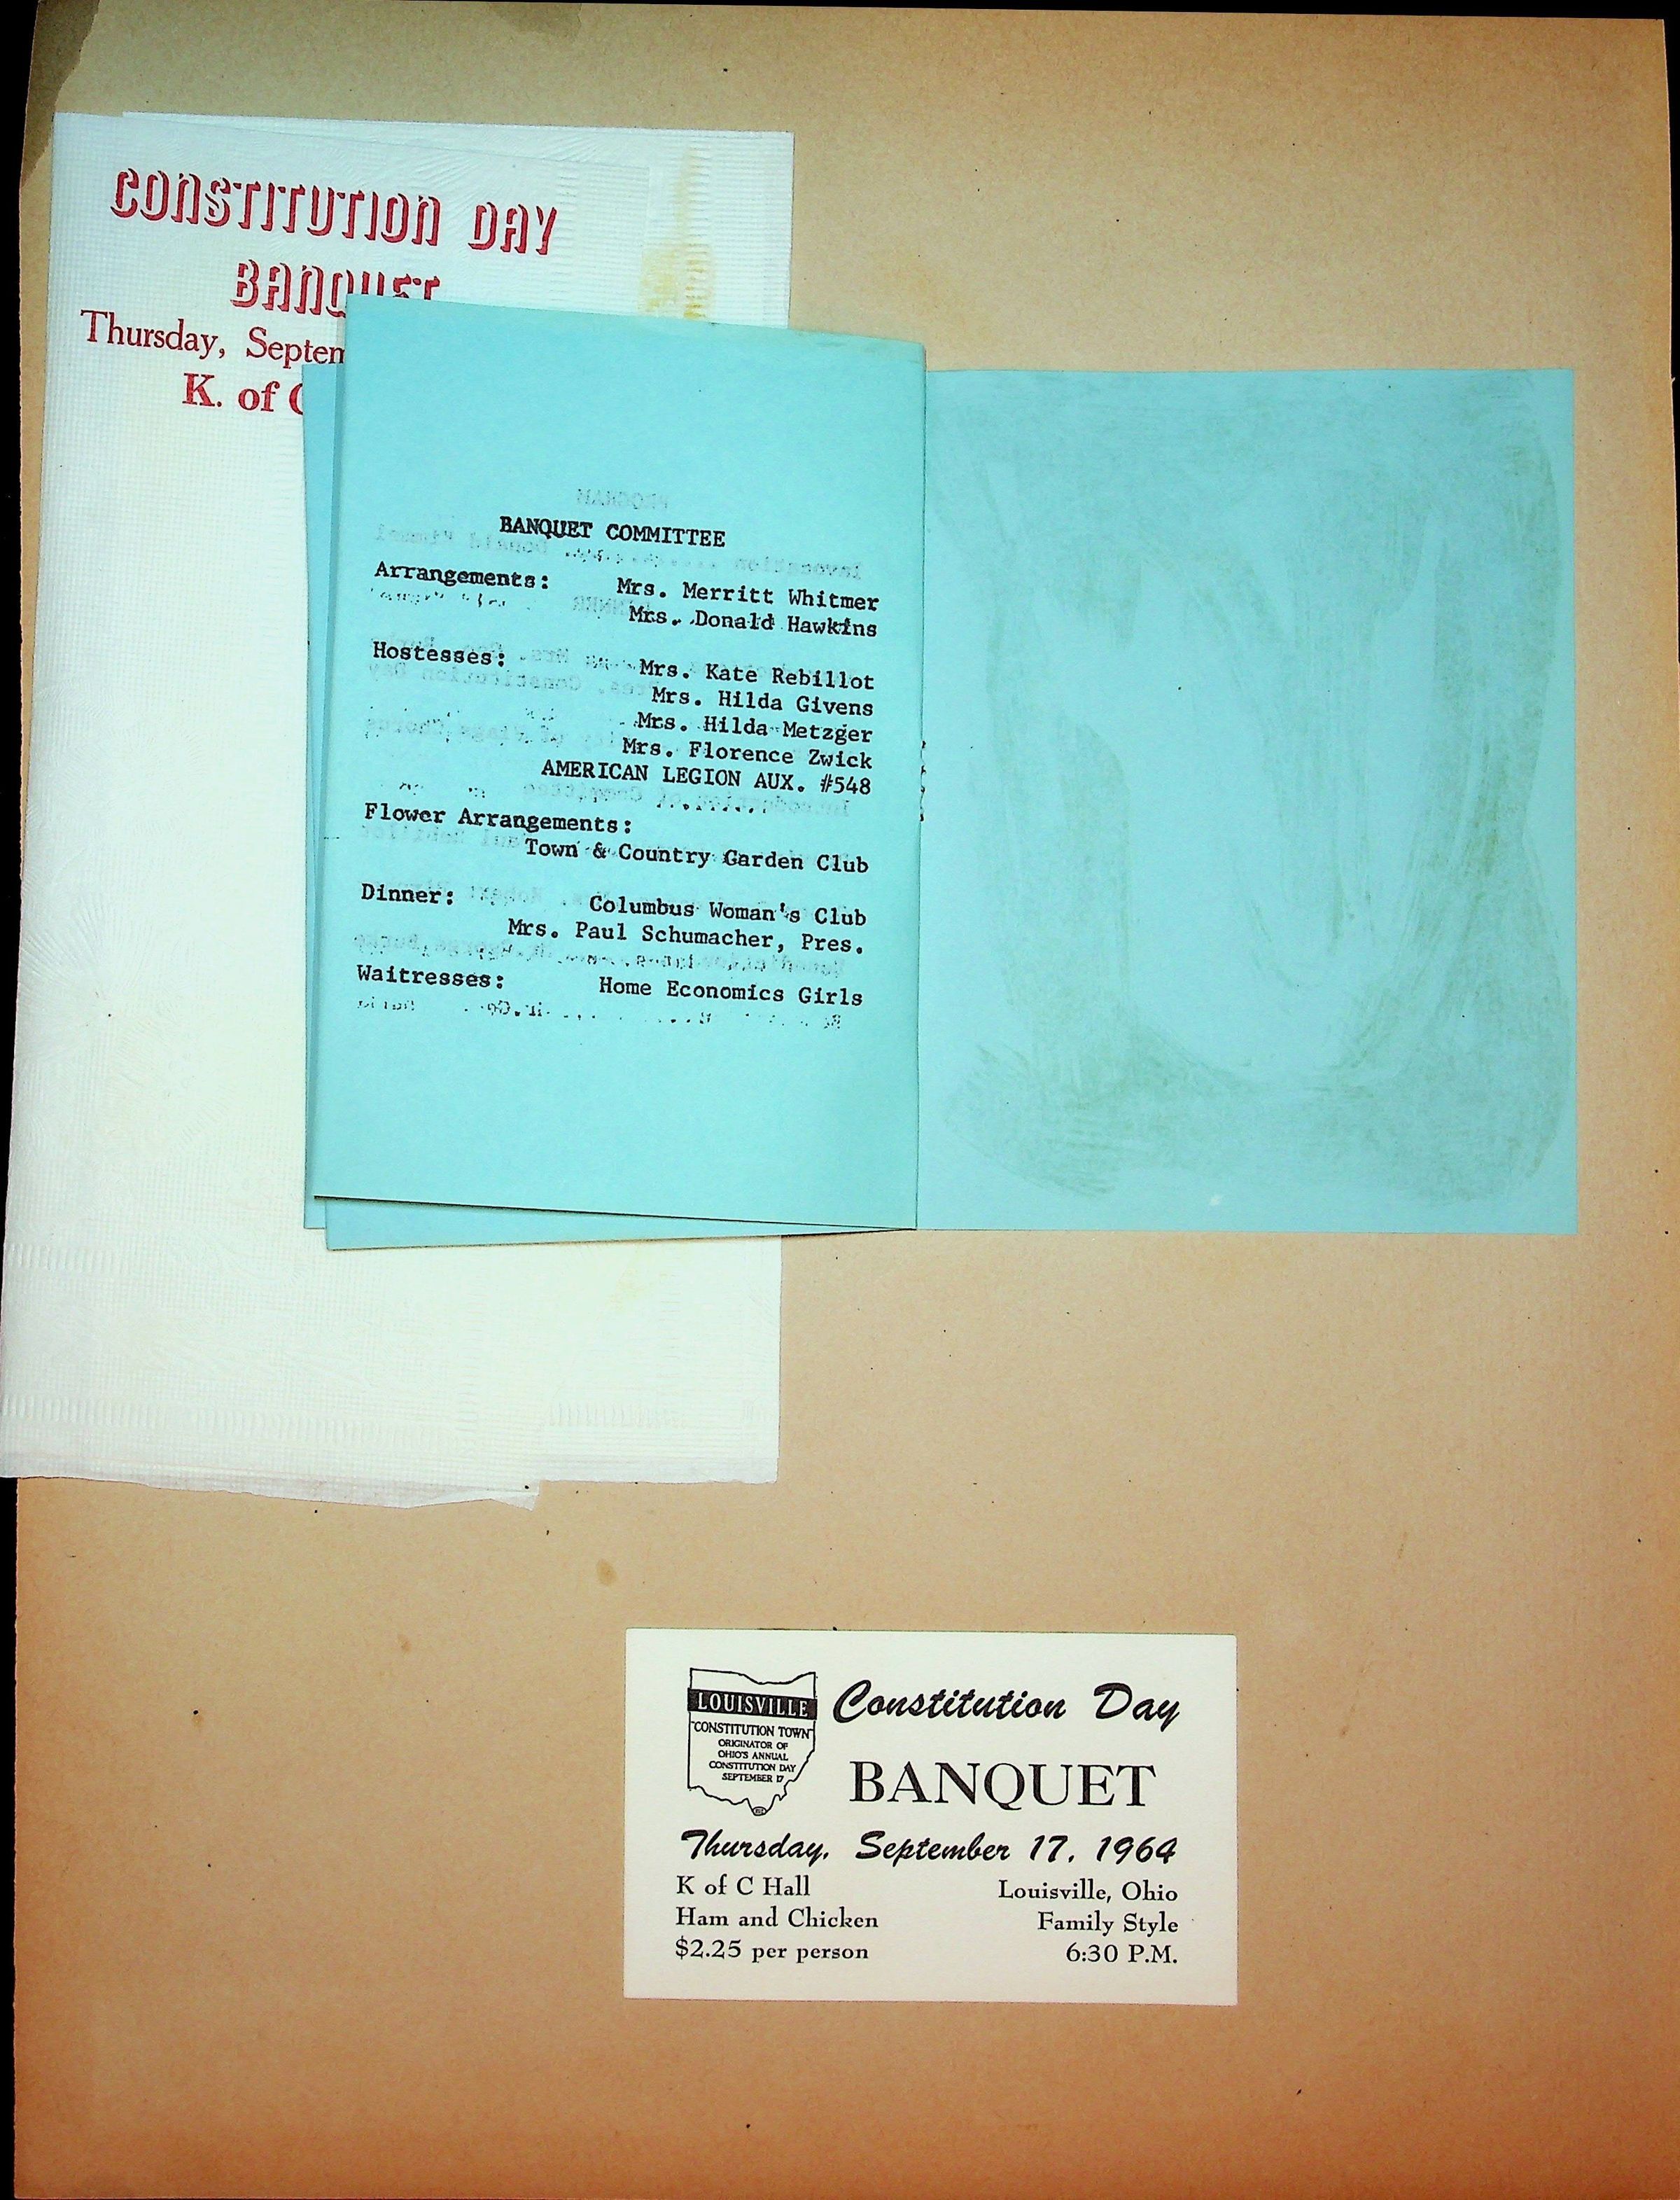 CONSTITUTION DAY
BANQUET
Thursday,
K. of
BANQUET COMMITTEE
Arrangements: Mrs. Merritt Whitmer
Mrs. Donald Hawkins
Hostesses: Mrs. Kate Rebillot
Mrs. Hilda Givens
Mrs. Hilda Metzger
Mrs. Florence Zwick
AMERICAN LEGION AUX. #548
Flower Arrangements:
Town & Country Garden Club
Dinner: Columbus Woman's Club
Mrs. Paul Schumacher, Pres.
Waitresses: Home Economics Girls
LOUISVILLE
CONSTITUTION TOWN
ORIGINATOR OF
OHIO'S ANNUAL
CONSTITUTION DAY
SEPTEMBER 17
Constitution Day
BANQUET
Thursday, September 17, 1964
K of C Hall Louisville, Ohio
Ham and Chicken Family Style
$2.25 per person 6:30 P.M.